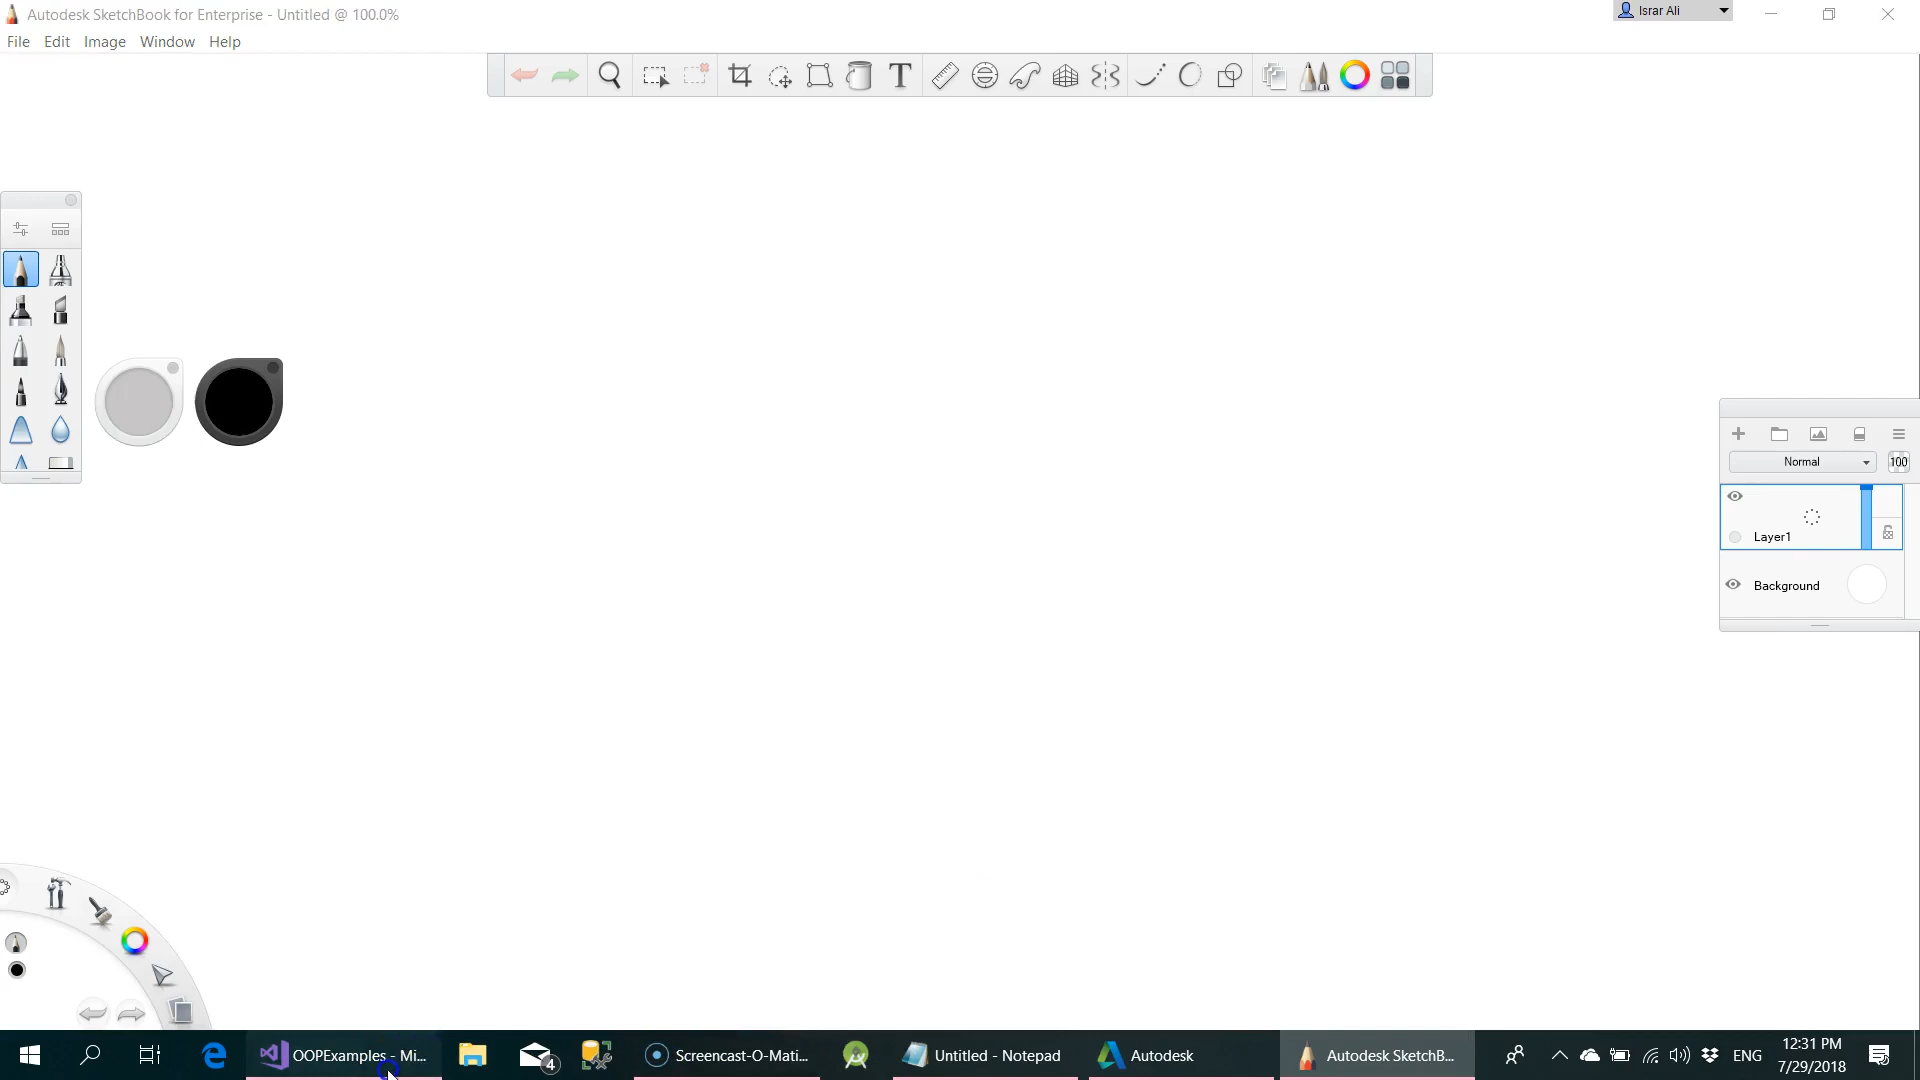 Autodesk SketchBook for Enterprise - Untitled @ 100.0%
Israr Ali
File Edit Image Window Help
T
Normal 100
Layer1
Background
OOPExamples - Mi...
4
Screencast-O-Mati...
Untitled - Notepad
Autodesk
Autodesk SketchB...
ENG
12:31 PM
7/29/2018